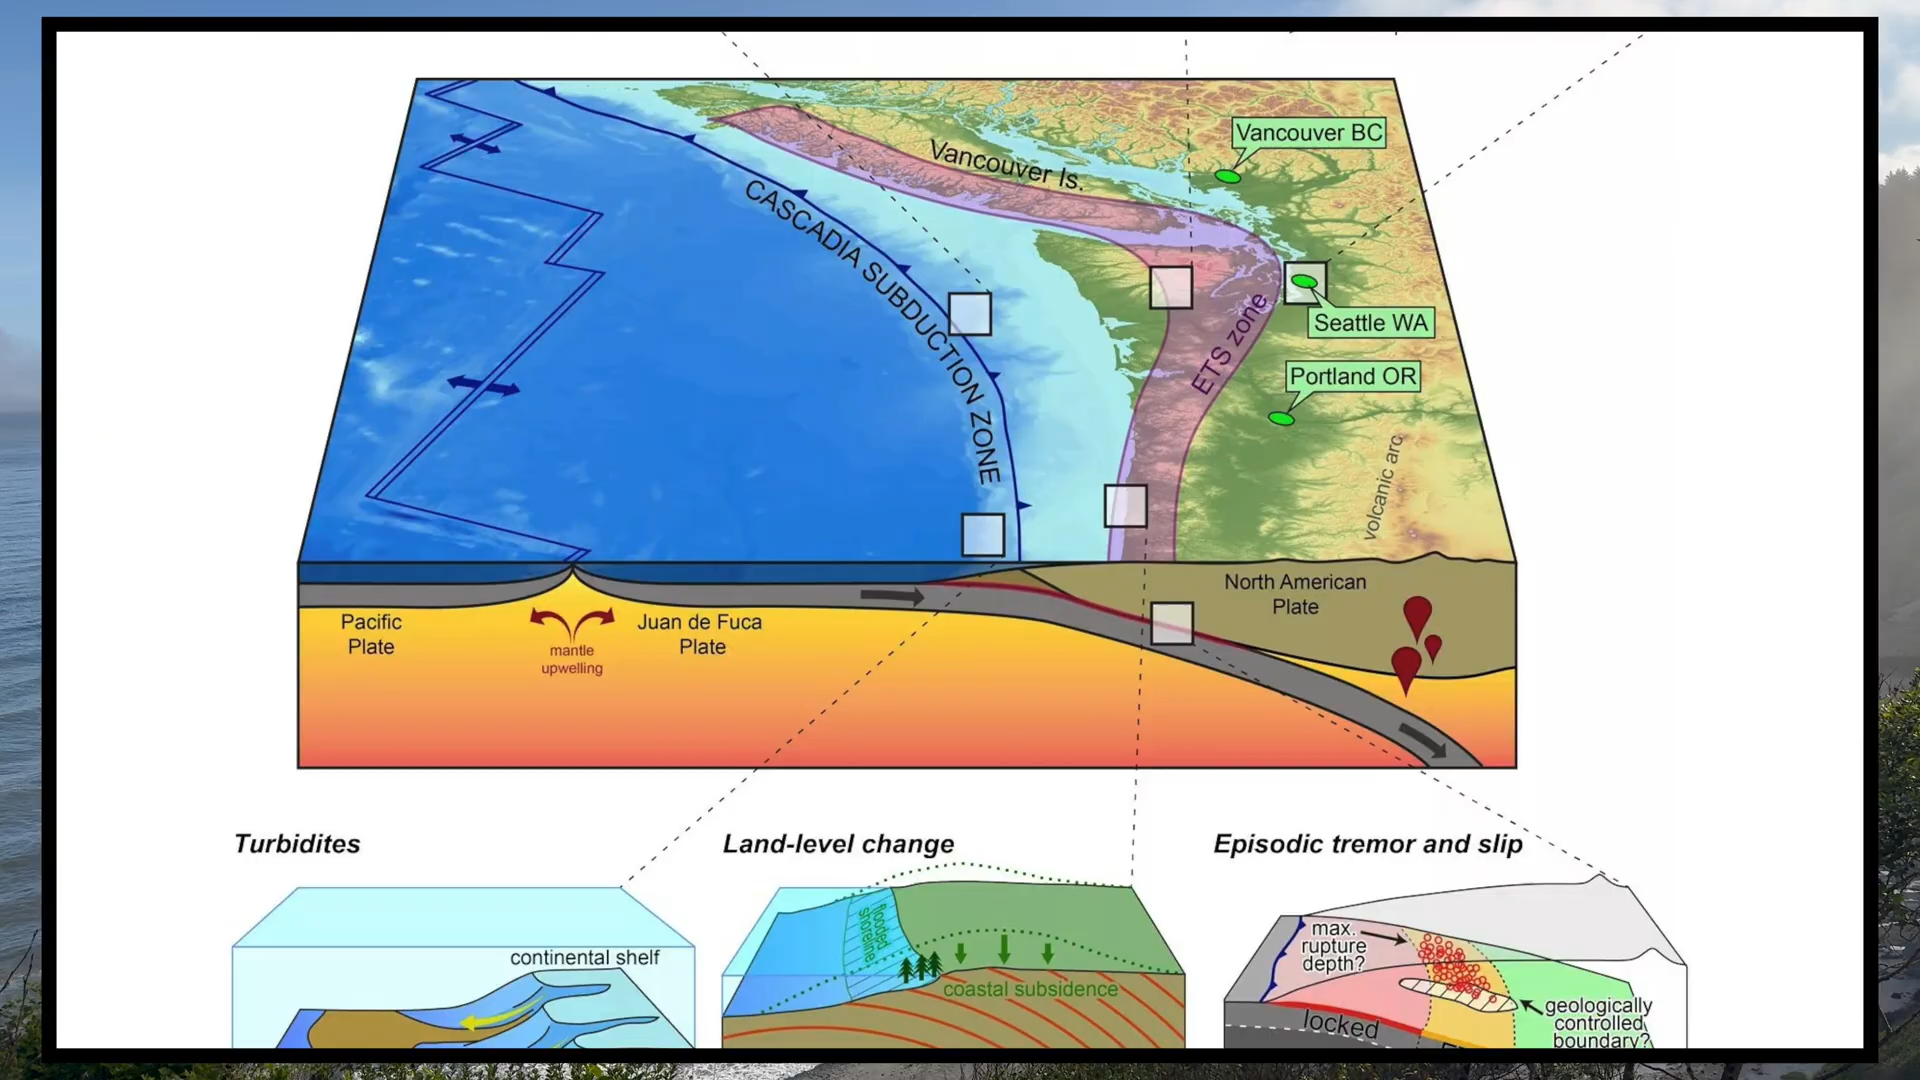 Vancouver BC
Vancouver Is.
CASCADIA SUBDUCTION ZONE
ETS zone
Seattle WA
Portland OR
volcanic arc
North American
Plate
Pacific
Plate
mantle
upwelling
Juan de Fuca
Plate
Turbidites
Land-level change
Episodic tremor and slip
continental shelf
flooded
shoreline
coastal subsidence
max.
rupture
depth?
locked
geologically
controlled
boundary?